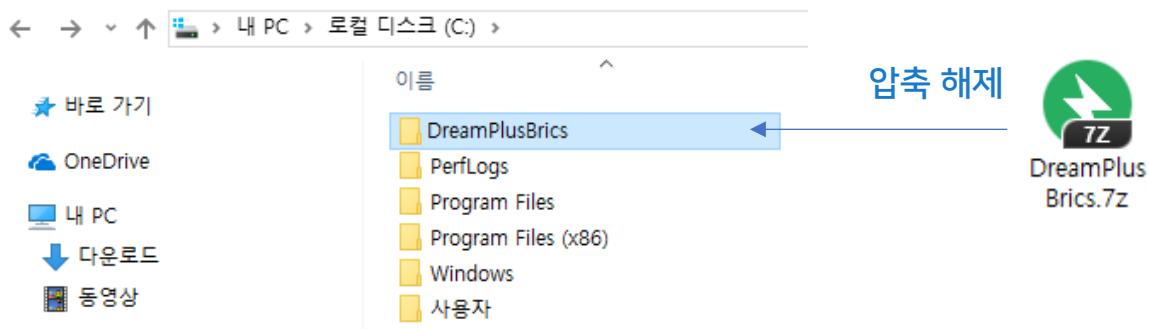 내 PC > 로컬 디스크 (C:) >
바로 가기
OneDrive
내 PC
다운로드
동영상
이름
DreamPlusBrics
PerfLogs
Program Files
Program Files (x86)
Windows
사용자
압축 해제
7Z
DreamPlus
Brics.7z